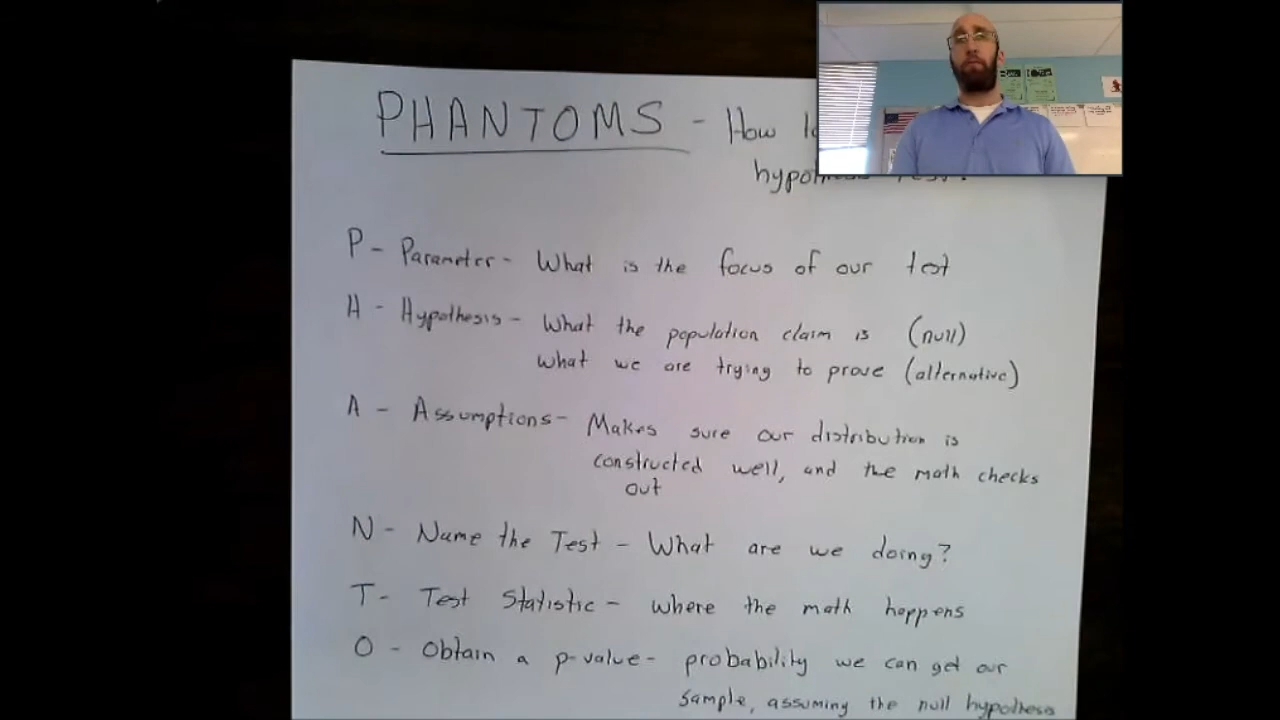 PHANTOMS - How
hypothesis Test?
P - Parameter - What is the focus of our test
H - Hypothesis - What the population claim is (null)
what we are trying to prove (alternative)
A - Assumptions - Makes sure our distribution is
constructed well, and the math checks
out
N - Name the Test - What are we doing?
T - Test Statistic - where the math happens
O - Obtain a p-value - probability we can get our
sample, assuming the null hypothesis